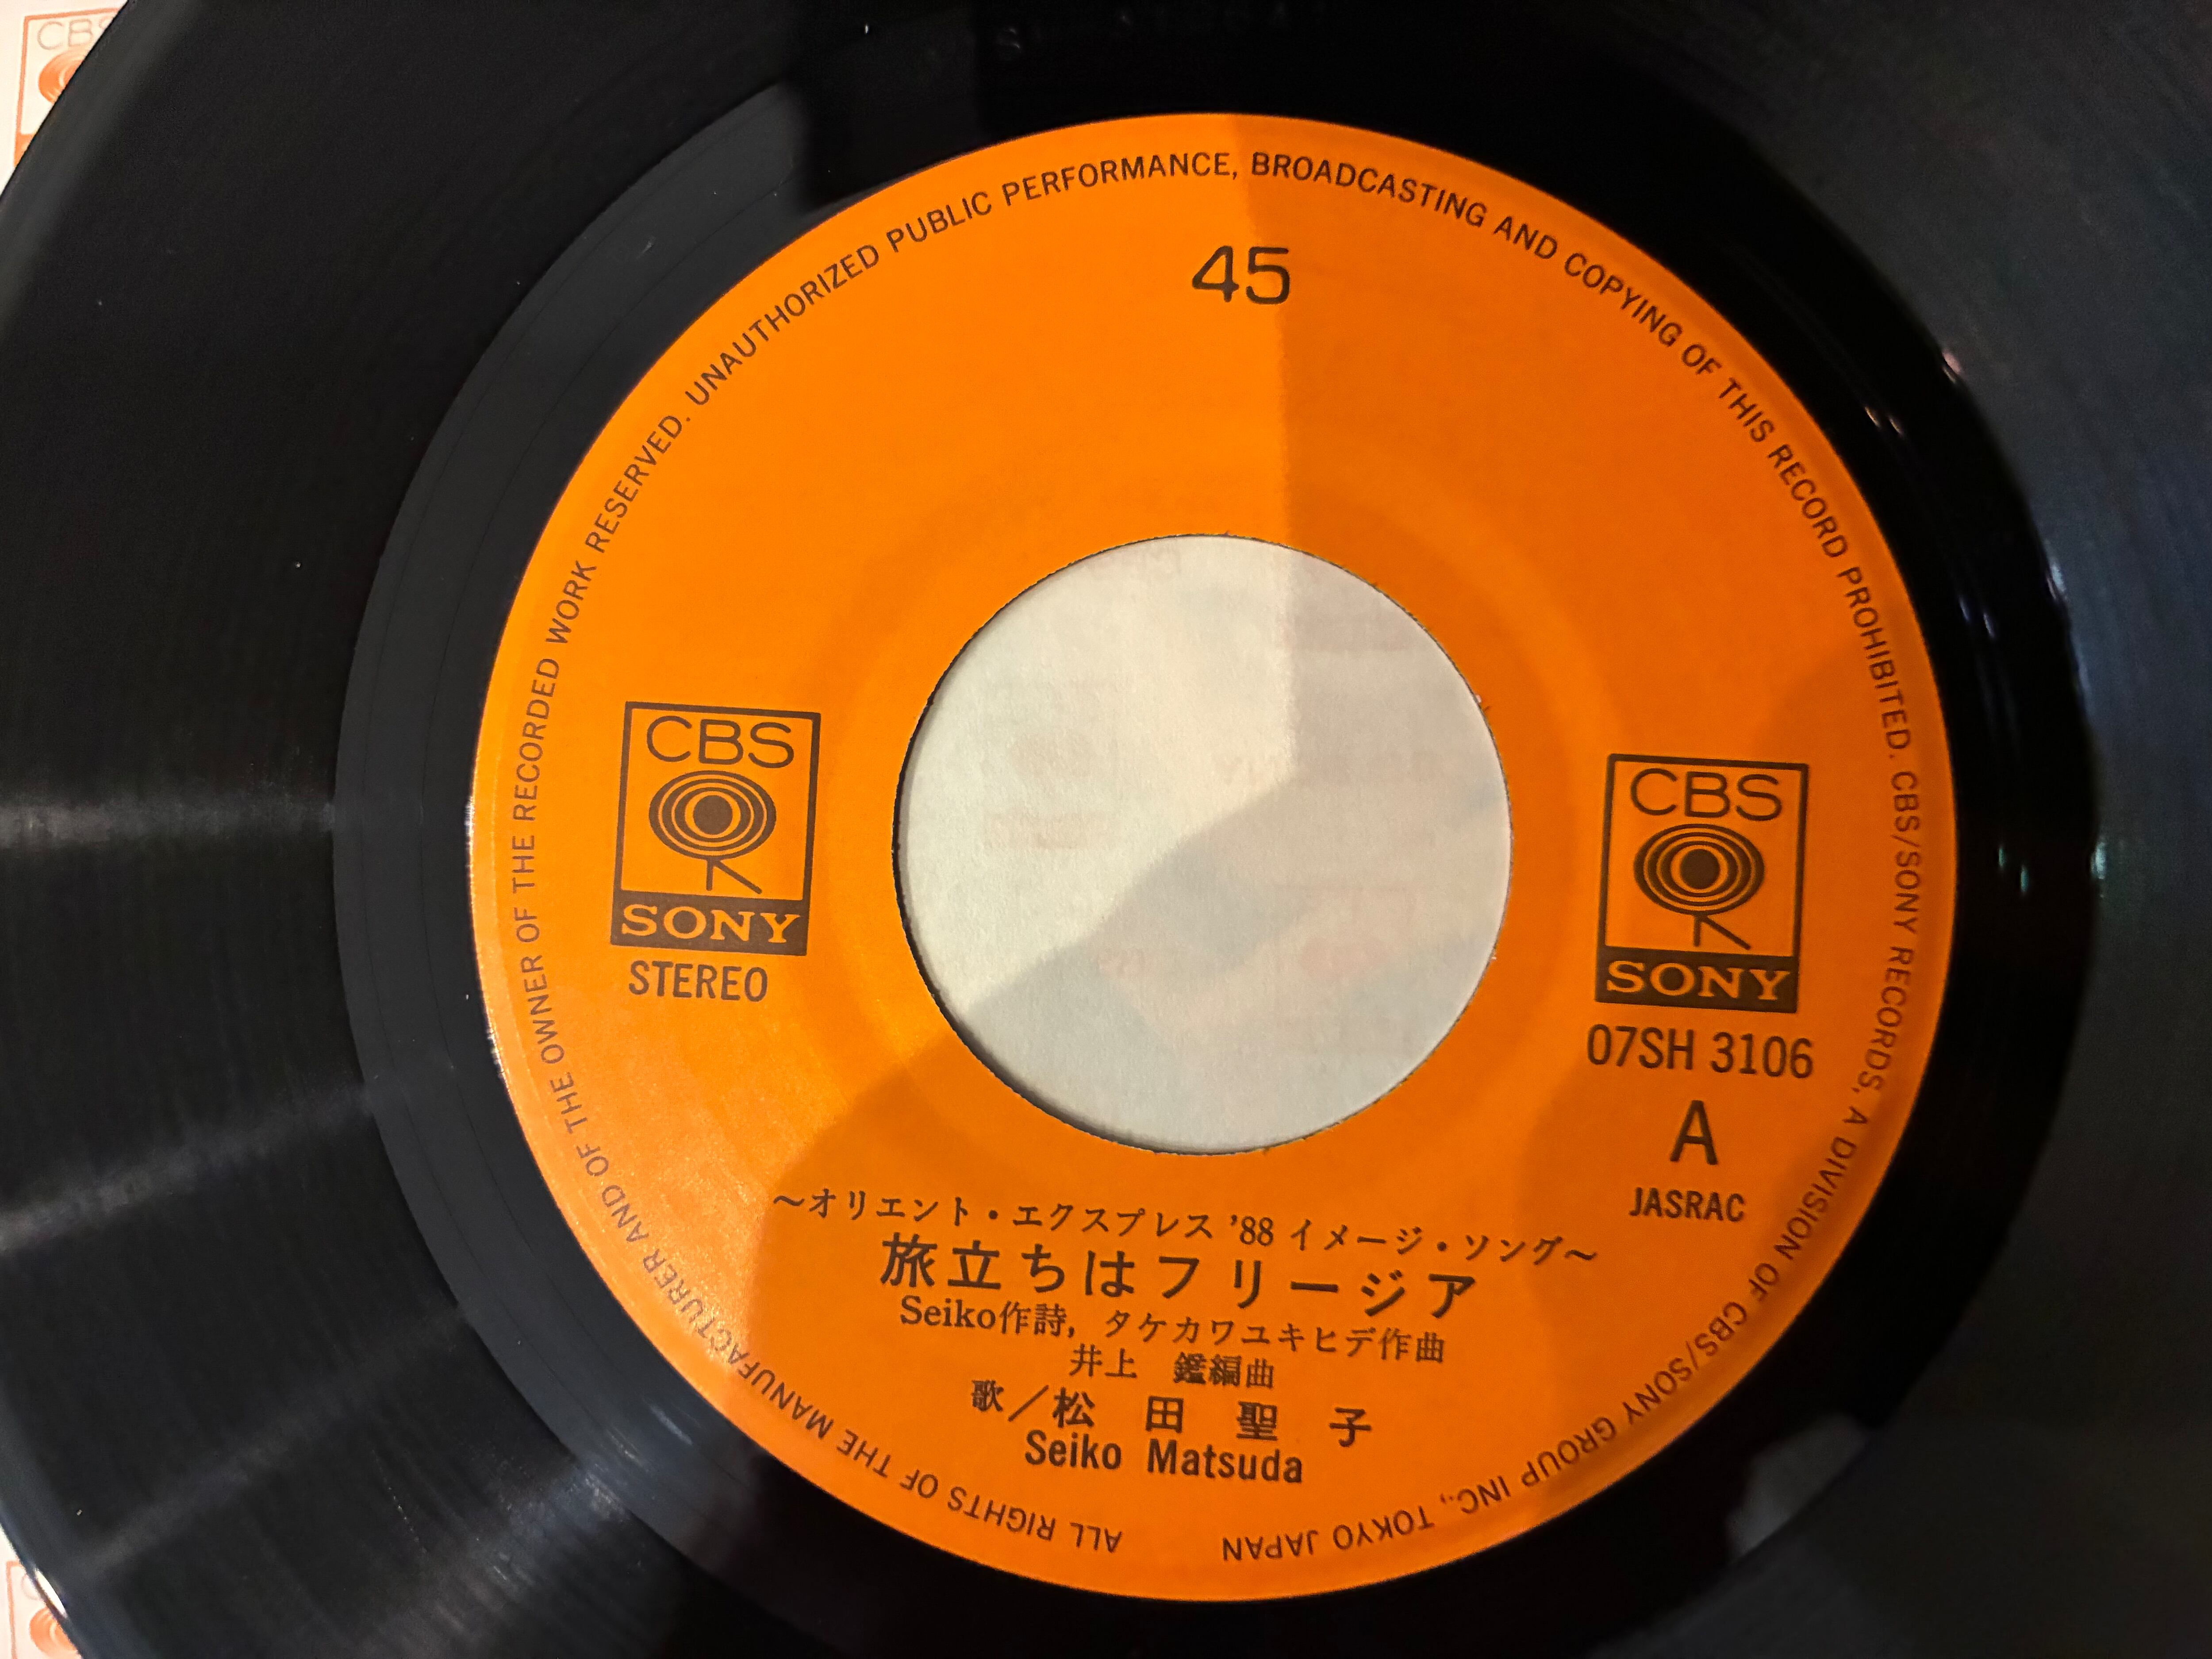 ALL RIGHTS OF THE MANUFACTURER AND OF THE OWNER OF THE RECORDED WORK RESERVED. UNAUTHORIZED PUBLIC PERFORMANCE, BROADCASTING AND COPYING OF THIS RECORD PROHIBITED. CBS/SONY RECORDS, A DIVISION OF CBS/SONY GROUP INC., TOKYO JAPAN
45
CBS
SONY
STEREO
CBS
SONY
07SH 3106
A
JASRAC
〜オリエント・エクスプレス '88 イメージ・ソング〜
旅立ちはフリージア
Seiko作詩, タケカワユキヒデ作曲
井上 鑑編曲
歌/松田聖子
Seiko Matsuda
CBS